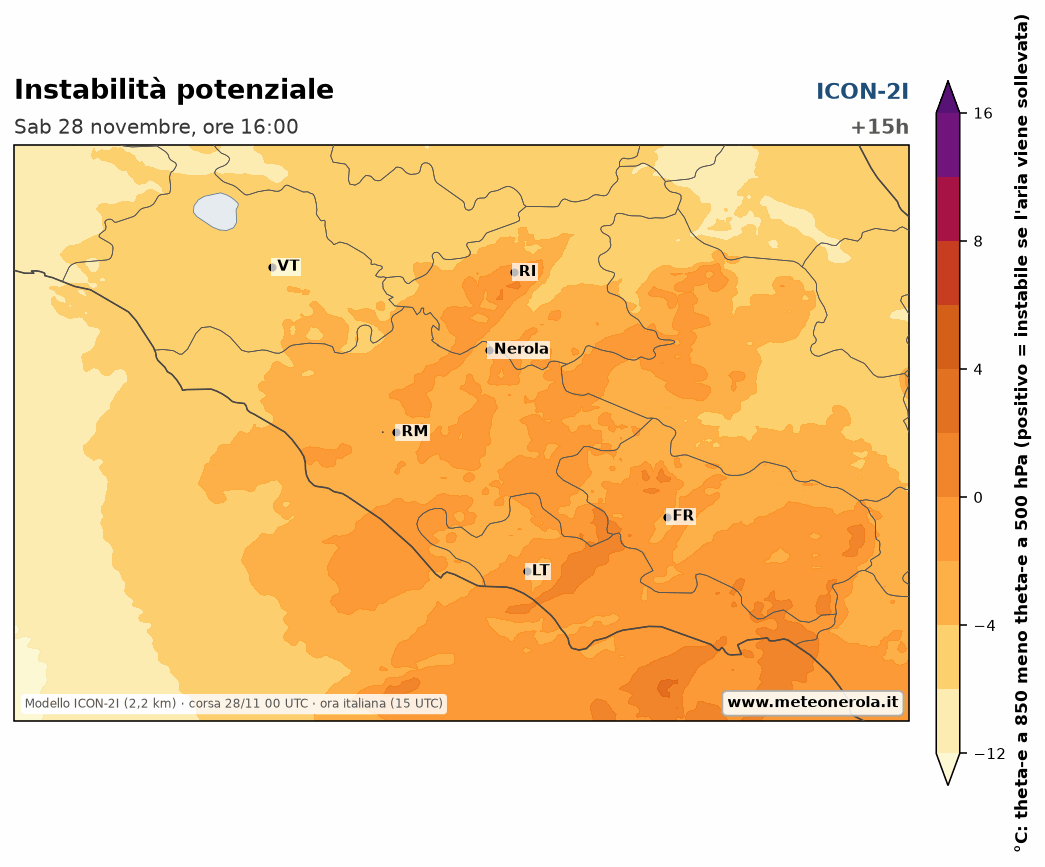 Instabilità potenziale
ICON-2I
Sab 28 novembre, ore 16:00
+15h
VT
RI
Nerola
RM
FR
LT
Modello ICON-2I (2,2 km) · corsa 28/11 00 UTC · ora italiana (15 UTC)
www.meteonerola.it
16
8
4
0
−4
−12
°C: theta-e a 850 meno theta-e a 500 hPa (positivo = instabile se l'aria viene sollevata)